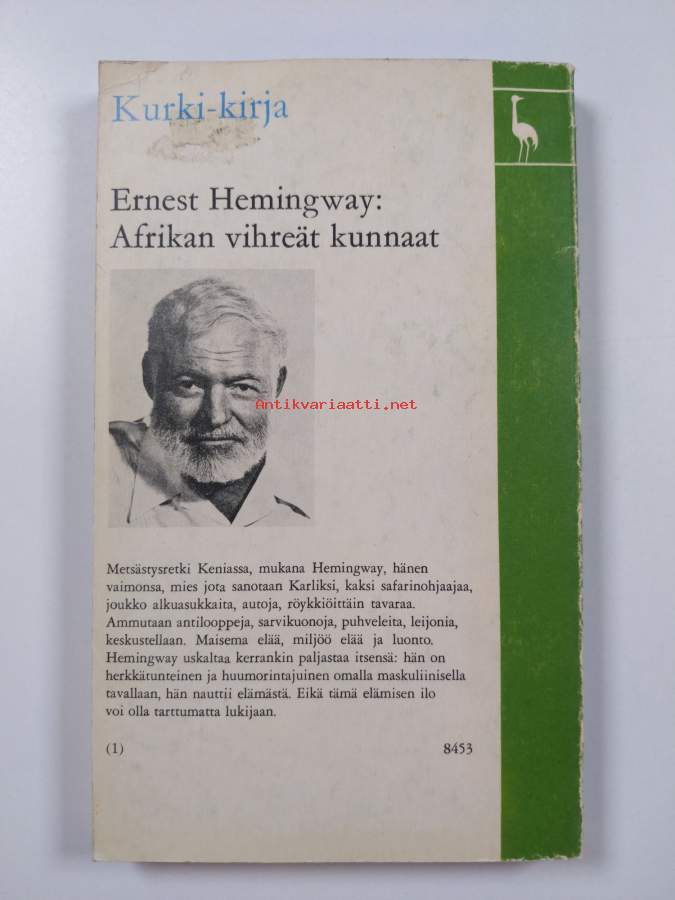 Kurki-kirja
Ernest Hemingway:
Afrikan vihreät kunnaat
Antikvariaatti.net
Metsästysretki Keniassa, mukana Hemingway, hänen
vaimonsa, mies jota sanotaan Karliksi, kaksi safarinohjaajaa,
joukko alkuasukkaita, autoja, röykkiöittäin tavaraa.
Ammutaan antilooppeja, sarvikuonoja, puhveleita, leijonia,
keskustellaan. Maisema elää, miljöö elää ja luonto.
Hemingway uskaltaa kerrankin paljastaa itsensä: hän on
herkkätunteinen ja huumorintajuinen omalla maskuliinisella
tavallaan, hän nauttii elämästä. Eikä tämä elämisen ilo
voi olla tarttumatta lukijaan.
(1) 8453